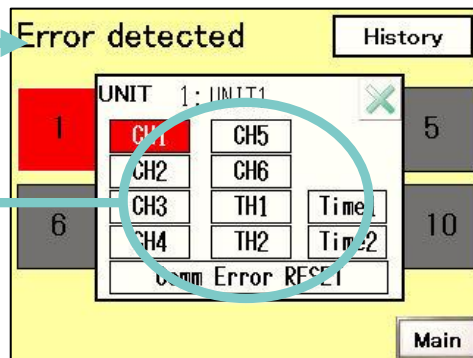 Error detected
History
UNIT 1: UNIT1
1
CH1 CH5
5
CH2 CH6
CH3 TH1 Time1
6
10
CH4 TH2 Time2
Comm Error RESET
Main